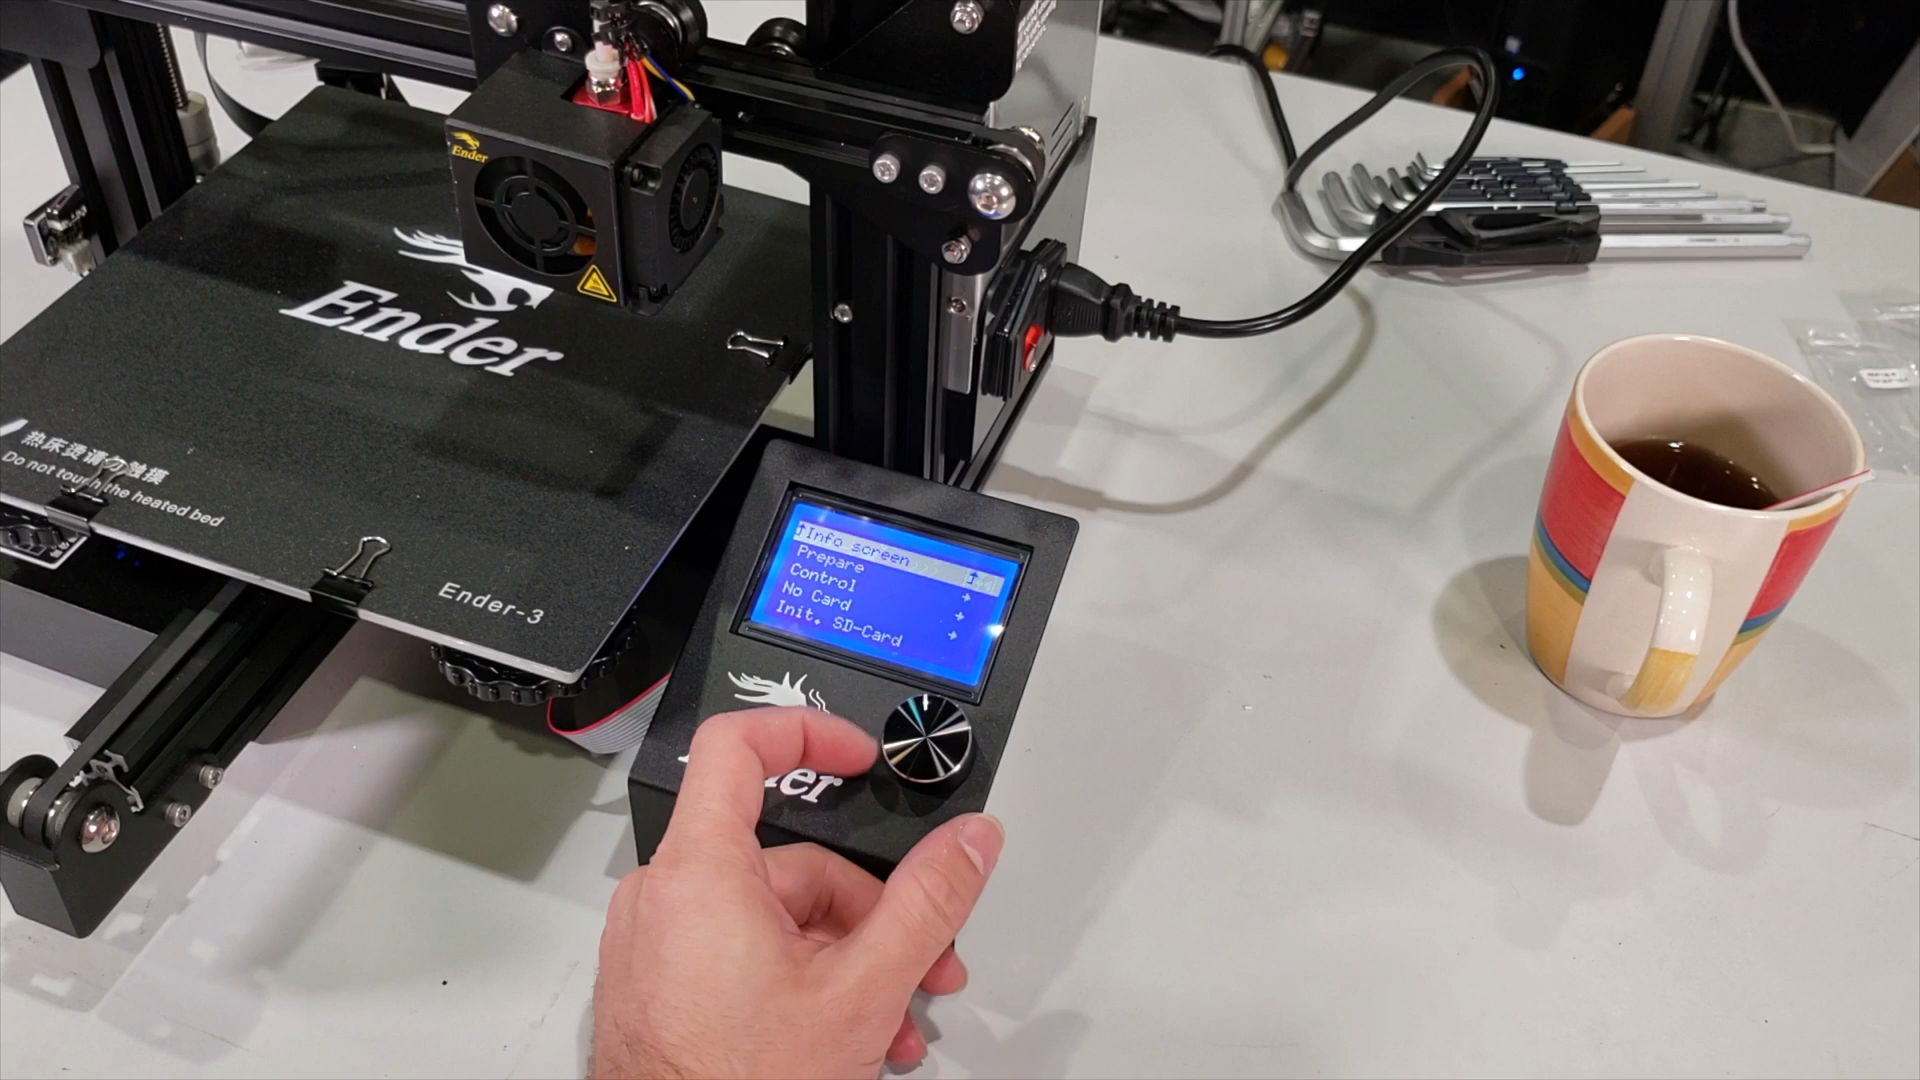 Ender
Ender
热床烫请勿触摸
Do not touch the heated bed
Ender-3
Info screen
Prepare
Control
No Card
Init. SD-Card